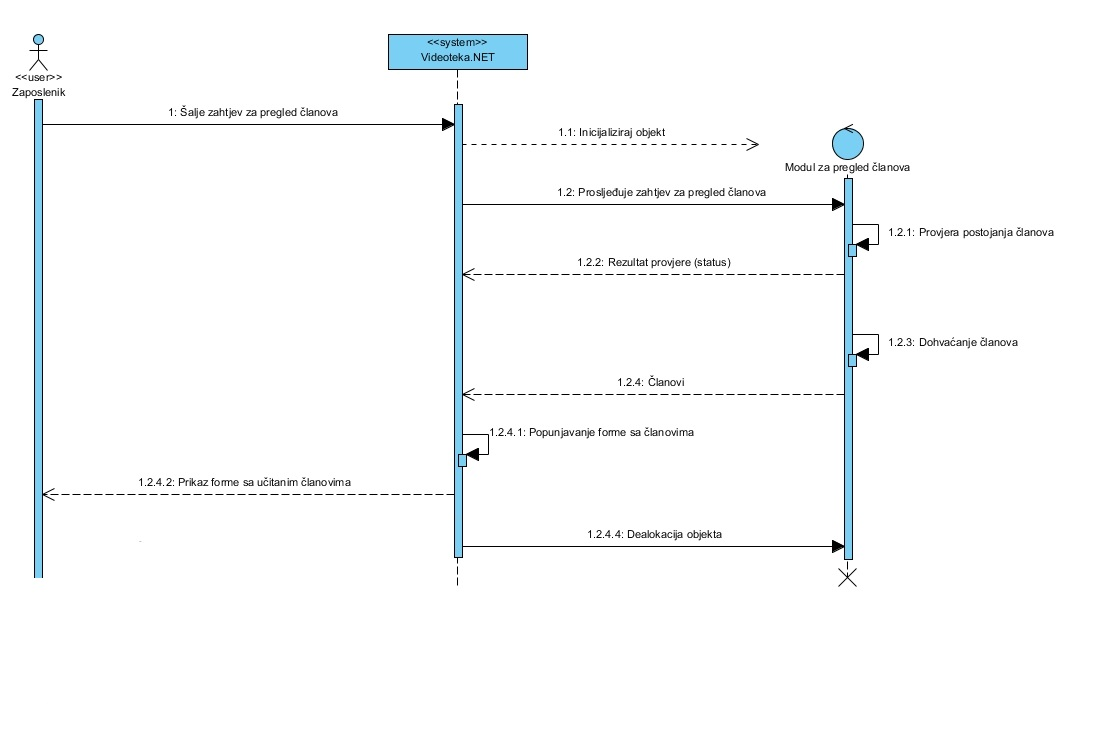 <<user>>
Zaposlenik
<<system>>
Videoteka.NET
1: Šalje zahtjev za pregled članova
1.1: Inicijaliziraj objekt
Modul za pregled članova
1.2: Prosljeđuje zahtjev za pregled članova
1.2.1: Provjera postojanja članova
1.2.2: Rezultat provjere (status)
1.2.3: Dohvaćanje članova
1.2.4: Članovi
1.2.4.1: Popunjavanje forme sa članovima
1.2.4.2: Prikaz forme sa učitanim članovima
1.2.4.4: Dealokacija objekta